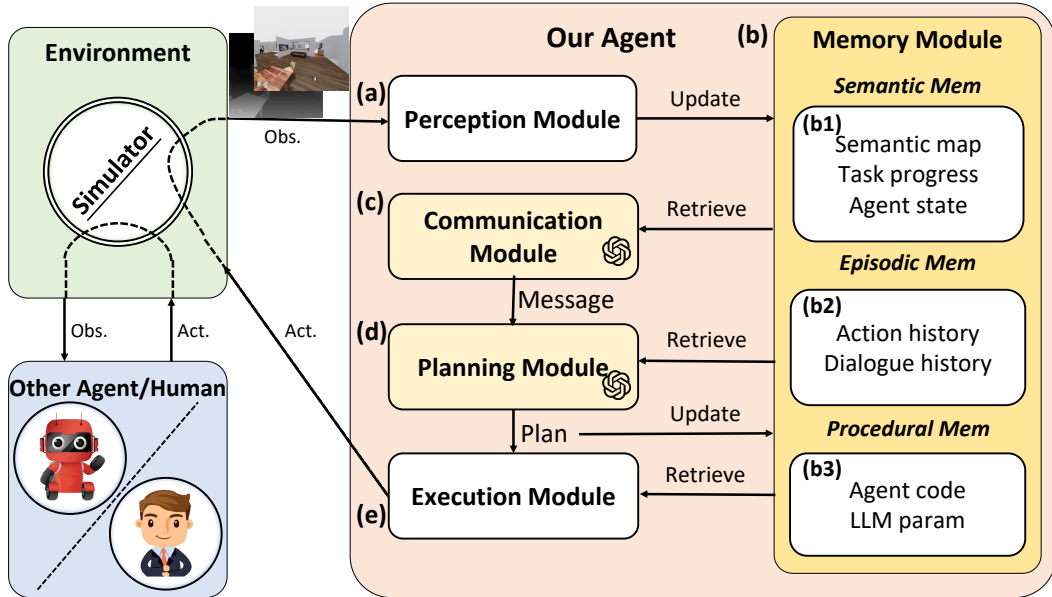 Environment
Simulator
Obs.
Act.
Other Agent/Human
Obs.
Act.
Our Agent
(a)
Perception Module
Update
(c)
Communication
Module
Retrieve
Message
(d)
Planning Module
Retrieve
Plan
Update
(e)
Execution Module
Retrieve
(b)
Memory Module
Semantic Mem
(b1)
Semantic map
Task progress
Agent state
Episodic Mem
(b2)
Action history
Dialogue history
Procedural Mem
(b3)
Agent code
LLM param